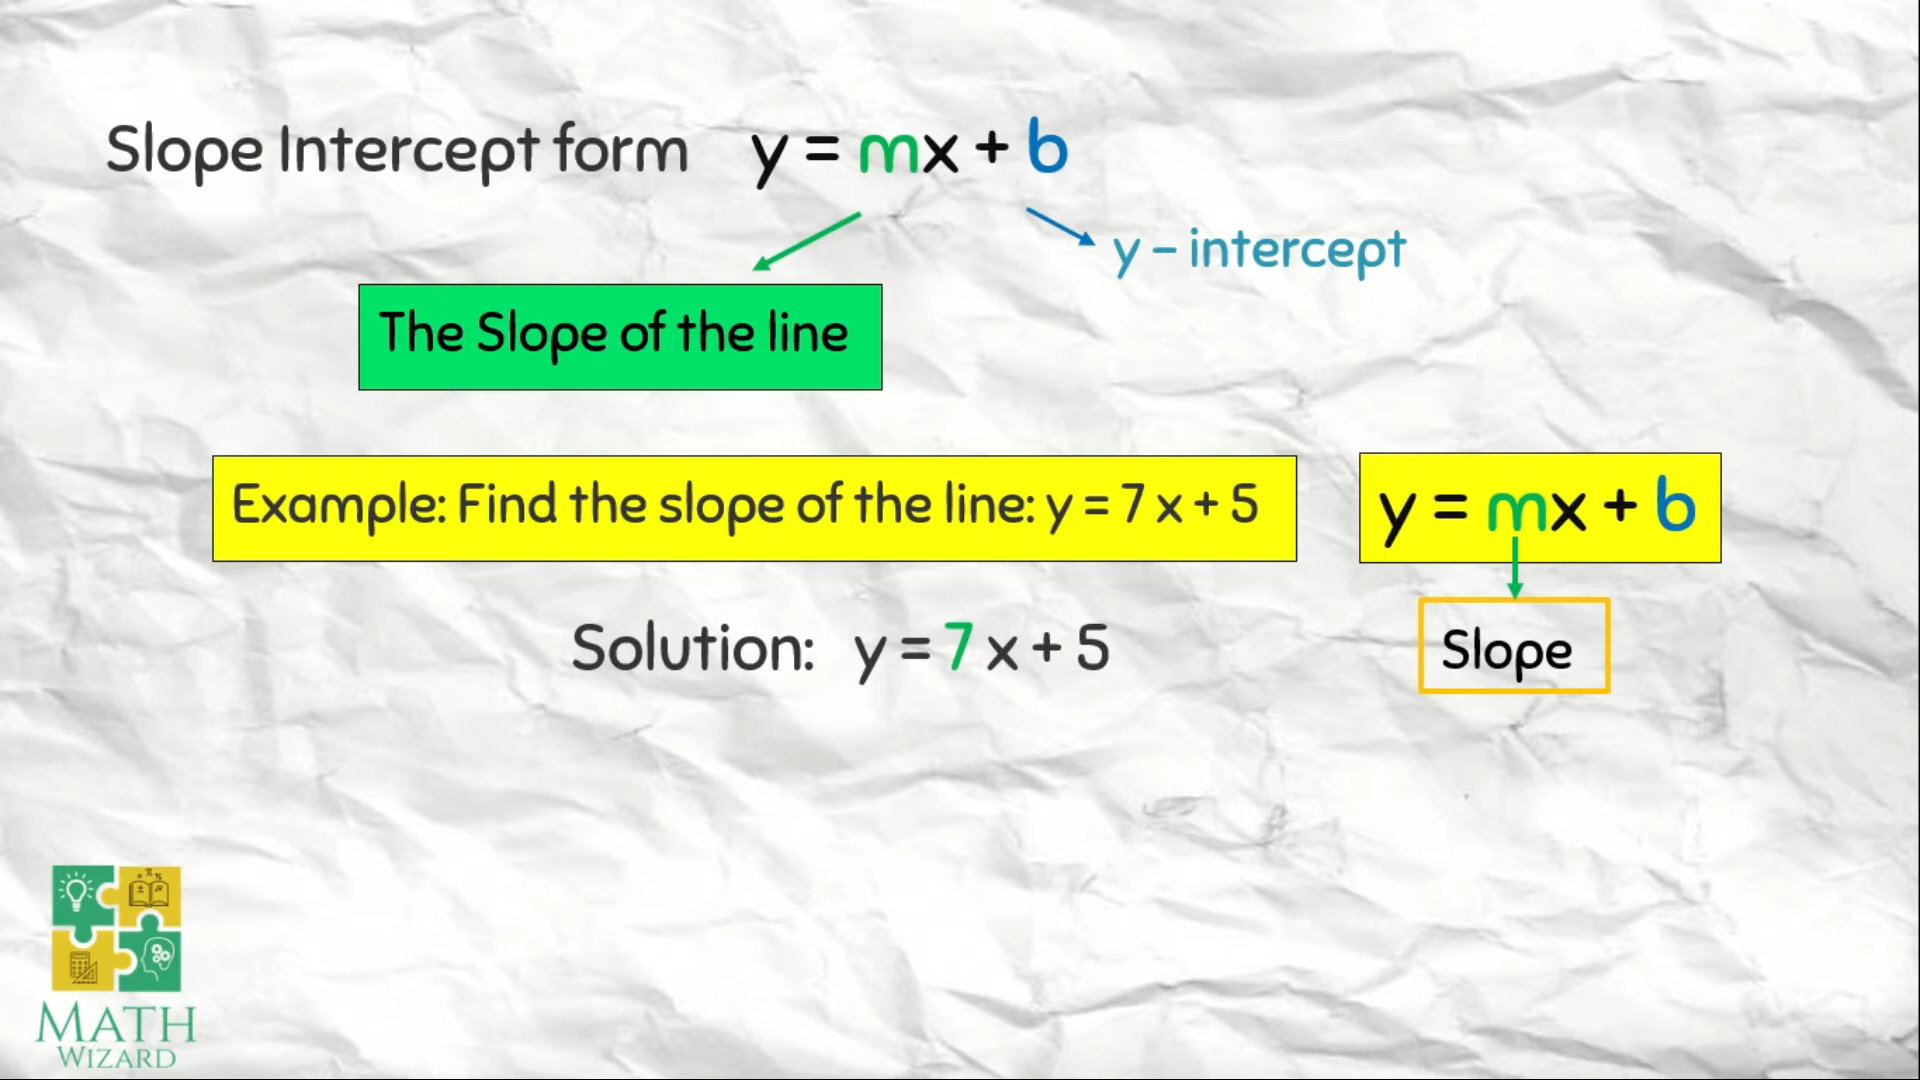 Slope Intercept form y = mx + b
y – intercept
The Slope of the line
Example: Find the slope of the line: y = 7 x + 5
y = mx + b
Solution: y = 7 x + 5
Slope
MATH
WIZARD